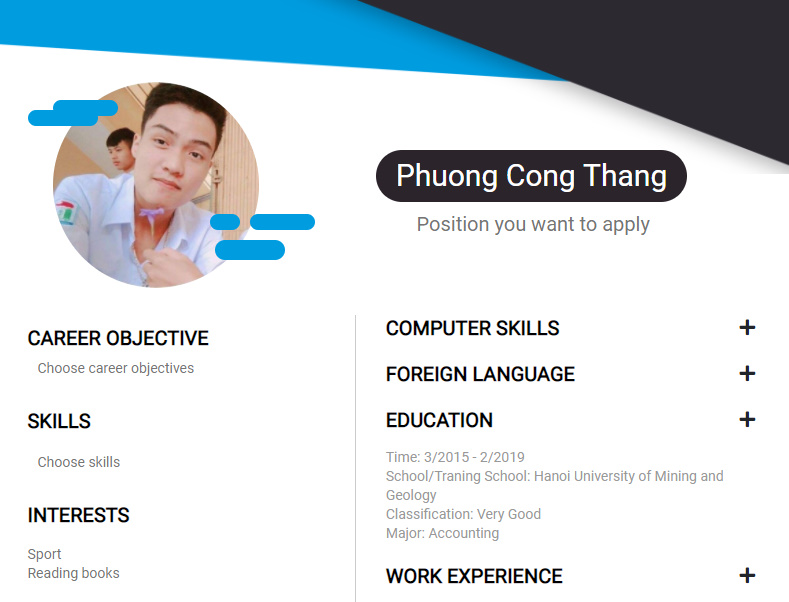 Phuong Cong Thang
Position you want to apply
CAREER OBJECTIVE
Choose career objectives
SKILLS
Choose skills
INTERESTS
Sport
Reading books
COMPUTER SKILLS
FOREIGN LANGUAGE
EDUCATION
Time: 3/2015 - 2/2019
School/Traning School: Hanoi University of Mining and
Geology
Classification: Very Good
Major: Accounting
WORK EXPERIENCE